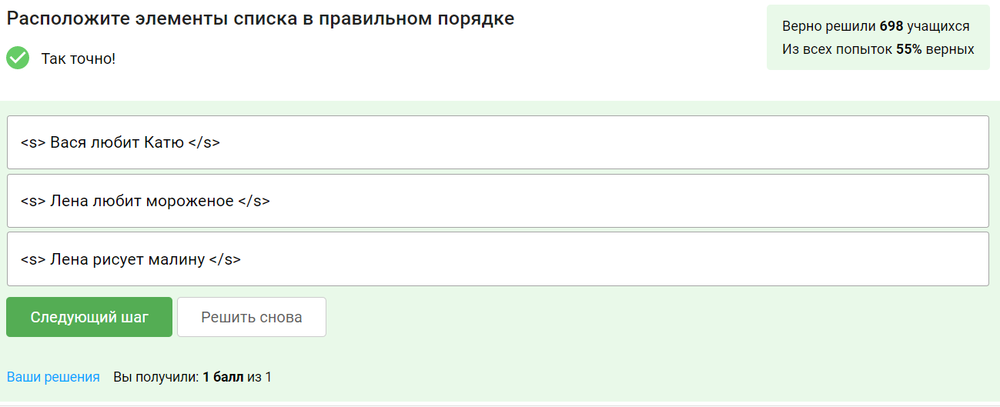 Расположите элементы списка в правильном порядке
Так точно!
Верно решили 698 учащихся
Из всех попыток 55% верных
<s> Вася любит Катю </s>
<s> Лена любит мороженое </s>
<s> Лена рисует малину </s>
Следующий шаг
Решить снова
Ваши решения Вы получили: 1 балл из 1